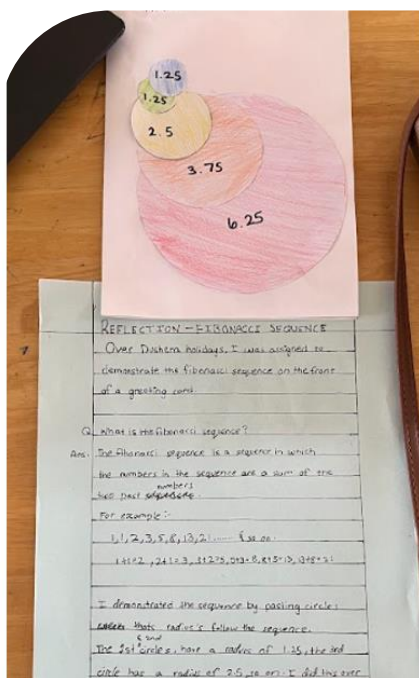 1.25
1.25
2.5
3.75
6.25
REFLECTION - FIBONACCI SEQUENCE
Over Dushera holidays, I was assigned to
demonstrate the fibonacci sequence on the front
of a greeting card
Q. What is the fibonacci sequence?
Ans. The fibonacci sequence is a sequence in which
the numbers in the sequence are a sum of the
two past numbers.
For example:-
1,1,2,3,5,8,13,21...... & so on.
1+1=2, 2+1=3, 3+2=5, 5+3=8, 8+5=13, 13+8=21
I demonstrated the sequence by pasting circles
thats radius's follow the sequence.
The 1st & 2nd circles, have a radius of 1.25, the 3rd
circle has a radius of 2.5, so on. I did this over